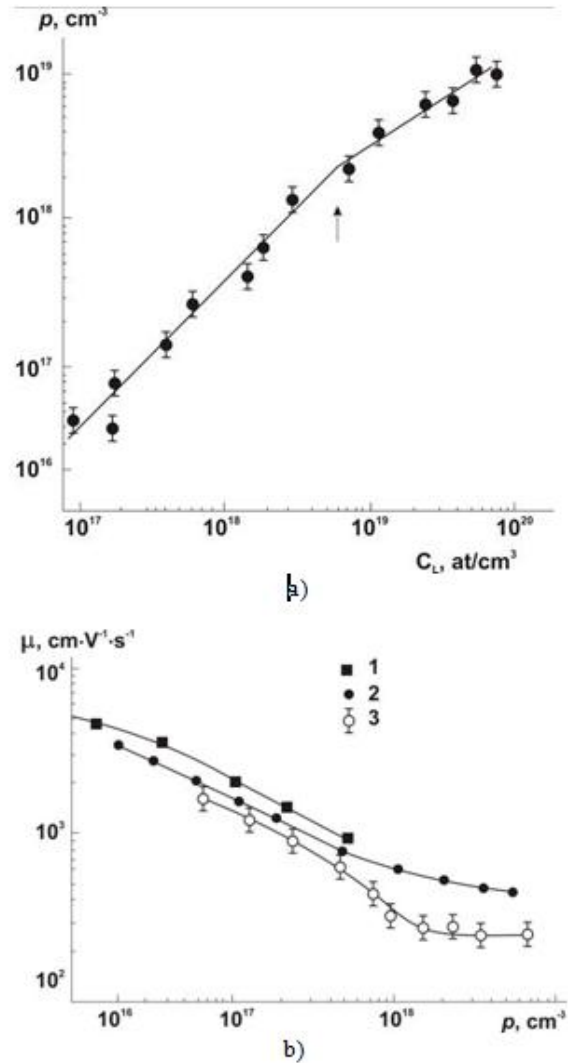 p, cm⁻³
10¹⁹
10¹⁸
10¹⁷
10¹⁶
10¹⁷ 10¹⁸ 10¹⁹ 10²⁰
C_L, at/cm³
a)
μ, cm·V⁻¹·s⁻¹
10⁴
1
2
3
10³
10²
10¹⁶ 10¹⁷ 10¹⁸ p, cm⁻³
b)